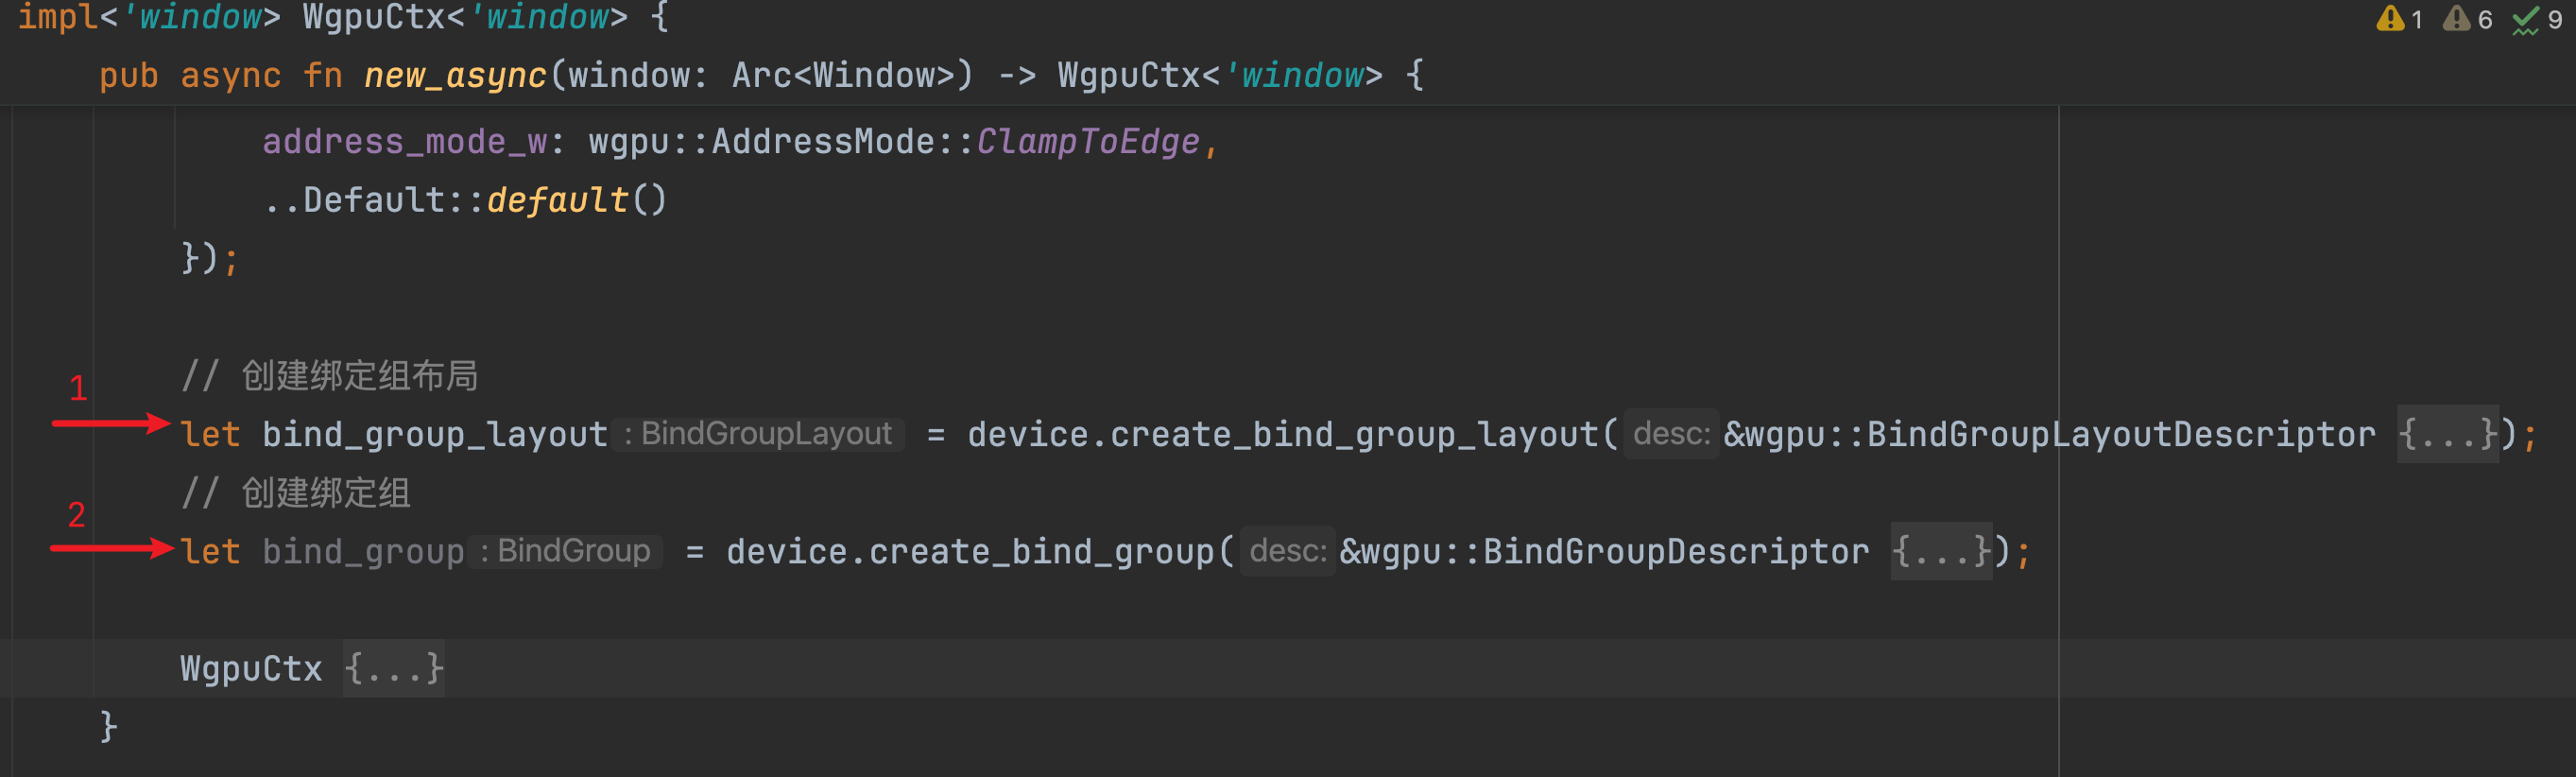 impl<'window> WgpuCtx<'window> {
1 6 9
pub async fn new_async(window: Arc<Window>) -> WgpuCtx<'window> {
address_mode_w: wgpu::AddressMode::ClampToEdge,
..Default::default()
});
// 创建绑定组布局
1
let bind_group_layout : BindGroupLayout = device.create_bind_group_layout( desc: &wgpu::BindGroupLayoutDescriptor {...});
// 创建绑定组
2
let bind_group : BindGroup = device.create_bind_group( desc: &wgpu::BindGroupDescriptor {...});
WgpuCtx {...}
}